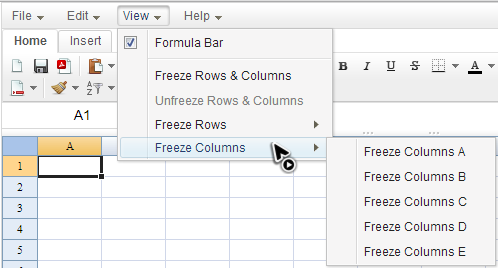 File Edit View Help
Home Insert
Formula Bar
B I U S
Freeze Rows & Columns
Unfreeze Rows & Columns
A1
Freeze Rows
Freeze Columns
A
Freeze Columns A
1
Freeze Columns B
2
Freeze Columns C
3
Freeze Columns D
4
Freeze Columns E
5